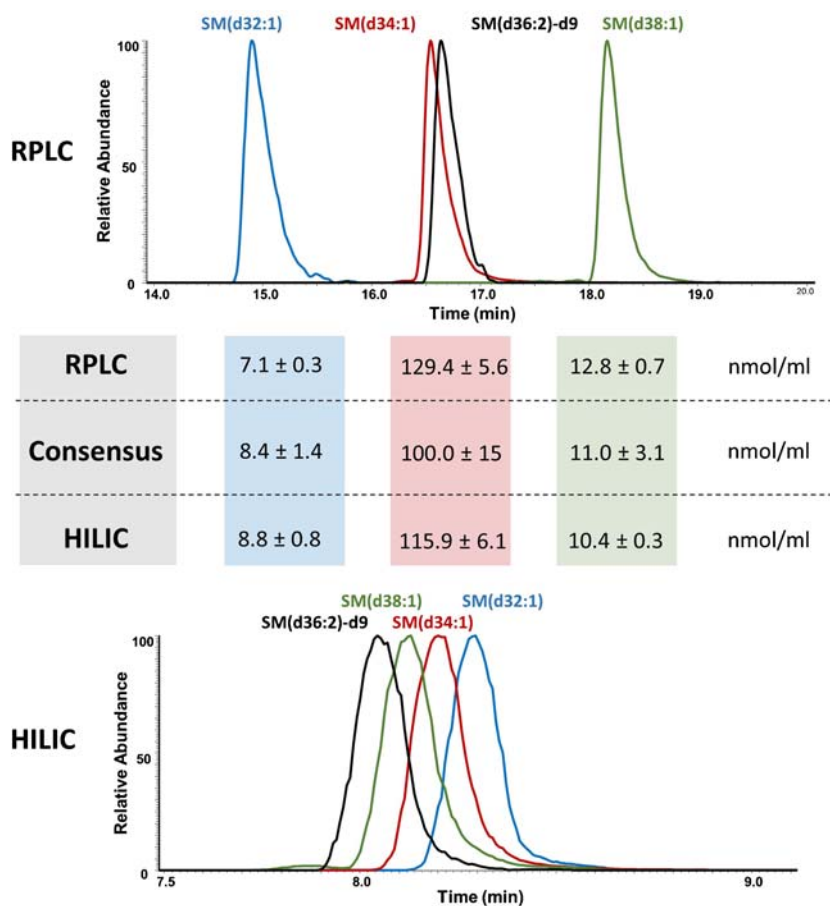 SM(d32:1) SM(d34:1) SM(d36:2)-d9 SM(d38:1)
100
RPLC
Relative Abundance
50
0
14.0 15.0 16.0 17.0 18.0 19.0 20.0
Time (min)
RPLC 7.1 ± 0.3 129.4 ± 5.6 12.8 ± 0.7 nmol/ml
Consensus 8.4 ± 1.4 100.0 ± 15 11.0 ± 3.1 nmol/ml
HILIC 8.8 ± 0.8 115.9 ± 6.1 10.4 ± 0.3 nmol/ml
SM(d38:1) SM(d32:1)
SM(d36:2)-d9 SM(d34:1)
100
HILIC
Relative Abundance
50
0
7.5 8.0 9.0
Time (min)